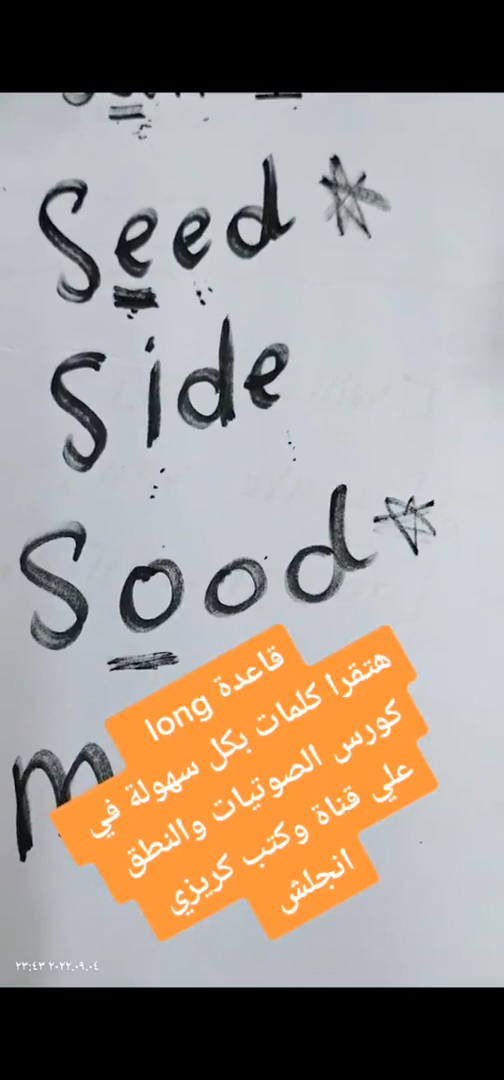 Seed *
Side
Sood *
m
قاعدة long
هتقرا كلمات بكل سهولة في
كورس الصوتيات والنطق
علي قناة وكتب كريزي
انجلش
٢٣:٤٣ ٢٠٢٢.٠٩.٠٤